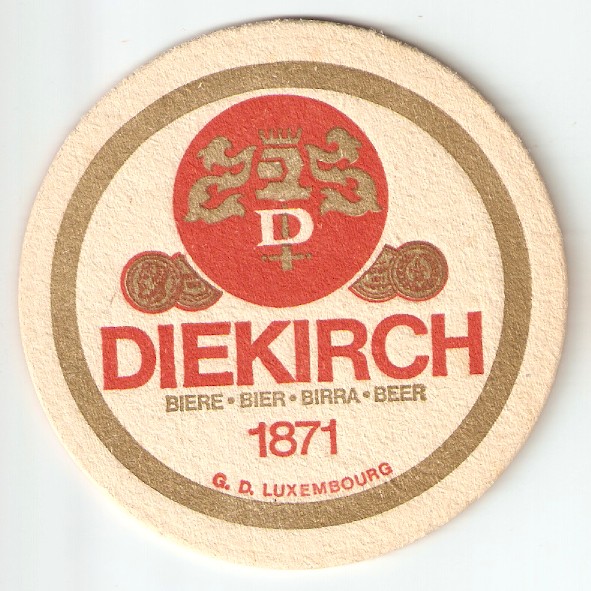 D
DIEKIRCH
BIERE • BIER • BIRRA • BEER
1871
G. D. LUXEMBOURG